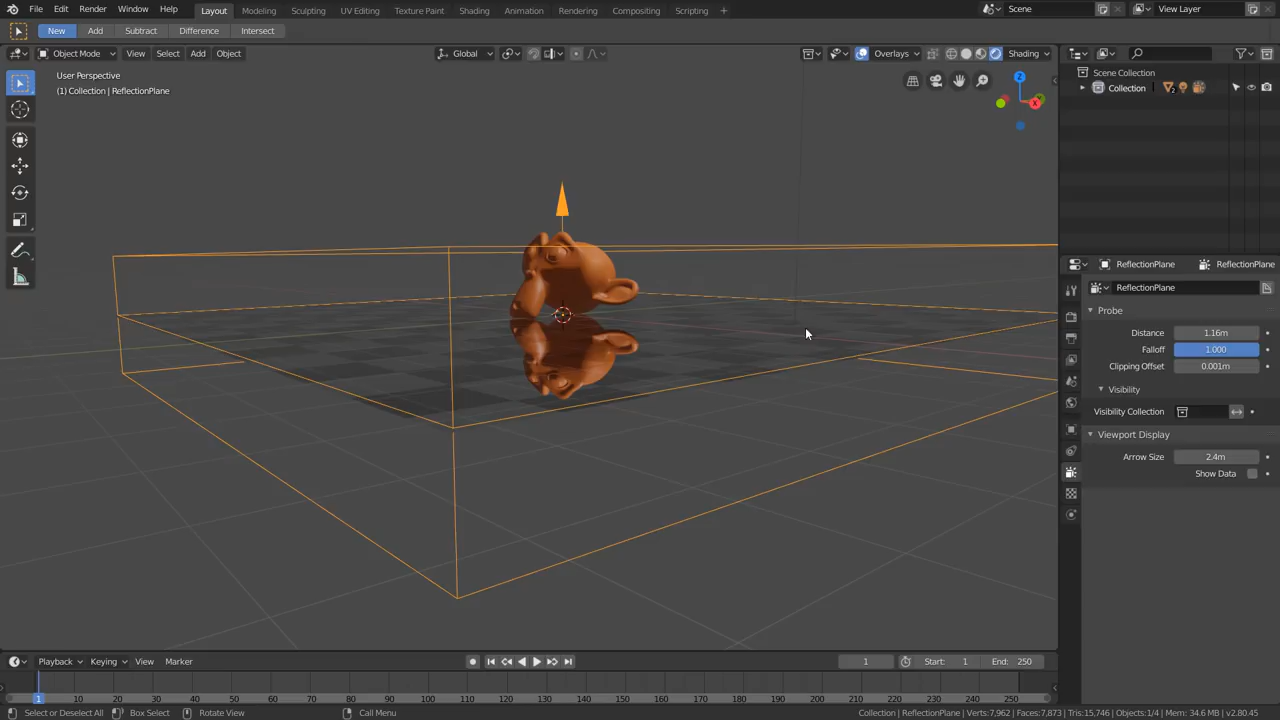 File Edit Render Window Help Layout Modeling Sculpting UV Editing Texture Paint Shading Animation Rendering Compositing Scripting + Scene View Layer
New Add Subtract Difference Intersect
Object Mode View Select Add Object Global Overlays Shading
User Perspective
(1) Collection | ReflectionPlane
Z
Y
X
Scene Collection
Collection 2
ReflectionPlane ReflectionPlane
ReflectionPlane
Probe
Distance 1.16m
Falloff 1.000
Clipping Offset 0.001m
Visibility
Visibility Collection
Viewport Display
Arrow Size 2.4m
Show Data
Playback Keying View Marker 1 Start: 1 End: 250
1 10 20 30 40 50 60 70 80 90 100 110 120 130 140 150 160 170 180 190 200 210 220 230 240 250
Select or Deselect All Box Select Rotate View Call Menu Collection | ReflectionPlane | Verts:7,962 | Faces:7,873 | Tris:15,746 | Objects:1/4 | Mem: 34.6 MB | v2.80.45